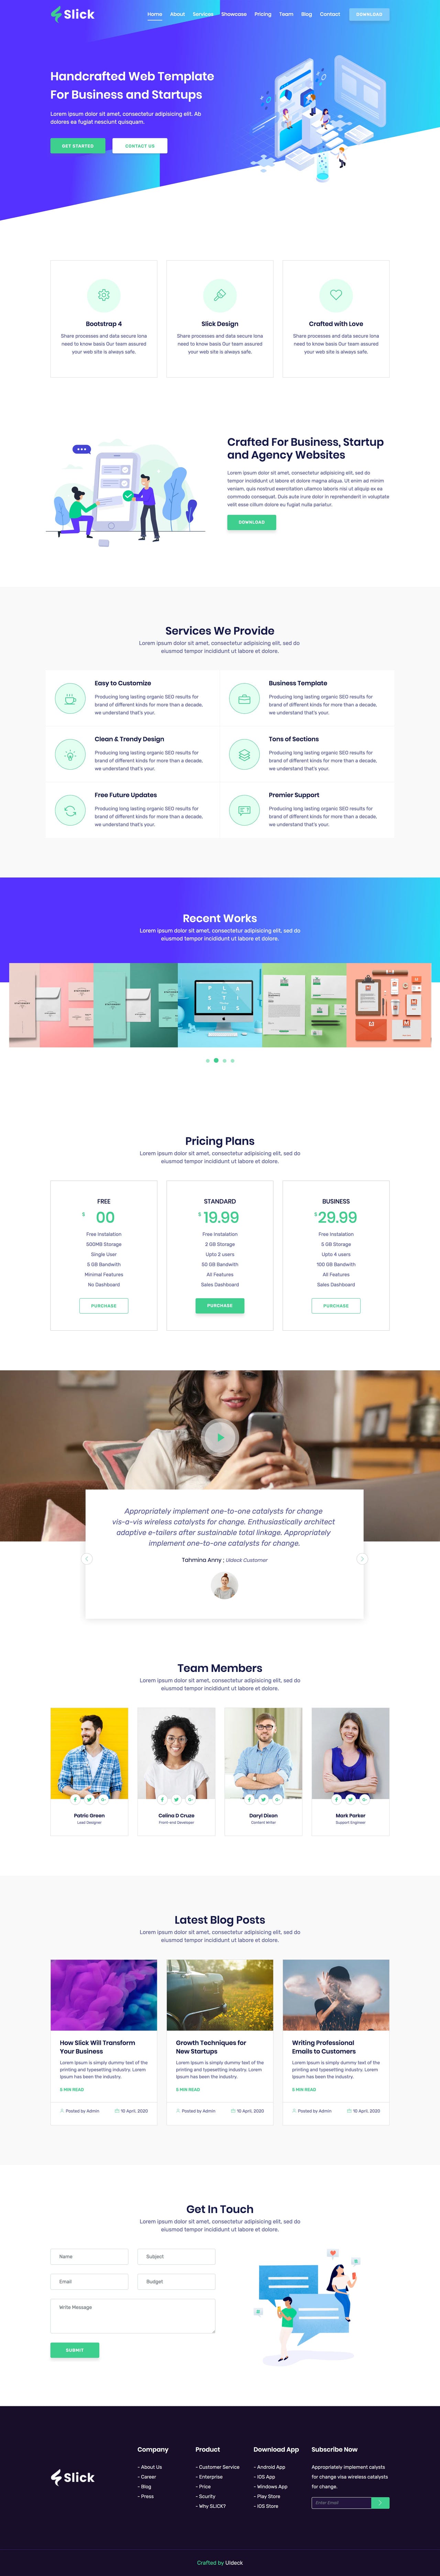 Slick
Home About Services Showcase Pricing Team Blog Contact DOWNLOAD
Handcrafted Web Template
For Business and Startups
Lorem ipsum dolor sit amet, consectetur adipisicing elit. Ab
dolores ea fugiat nesciunt quisquam.
GET STARTED CONTACT US
Bootstrap 4
Share processes and data secure lona
need to know basis Our team assured
your web site is always safe.
Slick Design
Share processes and data secure lona
need to know basis Our team assured
your web site is always safe.
Crafted with Love
Share processes and data secure lona
need to know basis Our team assured
your web site is always safe.
Crafted For Business, Startup
and Agency Websites
Lorem ipsum dolor sit amet, consectetur adipisicing elit, sed do
tempor incididunt ut labore et dolore magna aliqua. Ut enim ad minim
veniam, quis nostrud exercitation ullamco laboris nisi ut aliquip ex ea
commodo consequat. Duis aute irure dolor in reprehenderit in voluptate
velit esse cillum dolore eu fugiat nulla pariatur.
DOWNLOAD
Services We Provide
Lorem ipsum dolor sit amet, consectetur adipisicing elit, sed do
eiusmod tempor incididunt ut labore et dolore.
Easy to Customize
Producing long lasting organic SEO results for
brand of different kinds for more than a decade,
we understand that's your.
Business Template
Producing long lasting organic SEO results for
brand of different kinds for more than a decade,
we understand that's your.
Clean & Trendy Design
Producing long lasting organic SEO results for
brand of different kinds for more than a decade,
we understand that's your.
Tons of Sections
Producing long lasting organic SEO results for
brand of different kinds for more than a decade,
we understand that's your.
Free Future Updates
Producing long lasting organic SEO results for
brand of different kinds for more than a decade,
we understand that's your.
Premier Support
Producing long lasting organic SEO results for
brand of different kinds for more than a decade,
we understand that's your.
Recent Works
Lorem ipsum dolor sit amet, consectetur adipisicing elit, sed do
eiusmod tempor incididunt ut labore et dolore.
Pricing Plans
Lorem ipsum dolor sit amet, consectetur adipisicing elit, sed do
eiusmod tempor incididunt ut labore et dolore.
FREE
$ 00
Free Instalation
500MB Storage
Single User
5 GB Bandwith
Minimal Features
No Dashboard
PURCHASE
STANDARD
$ 19.99
Free Instalation
2 GB Storage
Upto 2 users
50 GB Bandwith
All Features
Sales Dashboard
PURCHASE
BUSINESS
$ 29.99
Free Instalation
5 GB Storage
Upto 4 users
100 GB Bandwith
All Features
Sales Dashboard
PURCHASE
Appropriately implement one-to-one catalysts for change
vis-a-vis wireless catalysts for change. Enthusiastically architect
adaptive e-tailers after sustainable total linkage. Appropriately
implement one-to-one catalysts for change.
Tahmina Anny ; UIdeck Customer
Team Members
Lorem ipsum dolor sit amet, consectetur adipisicing elit, sed do
eiusmod tempor incididunt ut labore et dolore.
Patric Green
Lead Designer
Celina D Cruze
Front-end Developer
Daryl Dixon
Content Writer
Mark Parker
Support Engineer
Latest Blog Posts
Lorem ipsum dolor sit amet, consectetur adipisicing elit, sed do
eiusmod tempor incididunt ut labore et dolore.
How Slick Will Transform
Your Business
Lorem Ipsum is simply dummy text of the
printing and typesetting industry. Lorem
Ipsum has been the industry.
5 MIN READ
Posted by Admin 10 April, 2020
Growth Techniques for
New Startups
Lorem Ipsum is simply dummy text of the
printing and typesetting industry. Lorem
Ipsum has been the industry.
5 MIN READ
Posted by Admin 10 April, 2020
Writing Professional
Emails to Customers
Lorem Ipsum is simply dummy text of the
printing and typesetting industry. Lorem
Ipsum has been the industry.
5 MIN READ
Posted by Admin 10 April, 2020
Get In Touch
Lorem ipsum dolor sit amet, consectetur adipisicing elit, sed do
eiusmod tempor incididunt ut labore et dolore.
Name Subject
Email Budget
Write Message
SUBMIT
Slick
Company
- About Us
- Career
- Blog
- Press
Product
- Customer Service
- Enterprise
- Price
- Scurity
- Why SLICK?
Download App
- Android App
- IOS App
- Windows App
- Play Store
- IOS Store
Subscribe Now
Appropriately implement calysts
for change visa wireless catalysts
for change.
Enter Email
Crafted by UIdeck